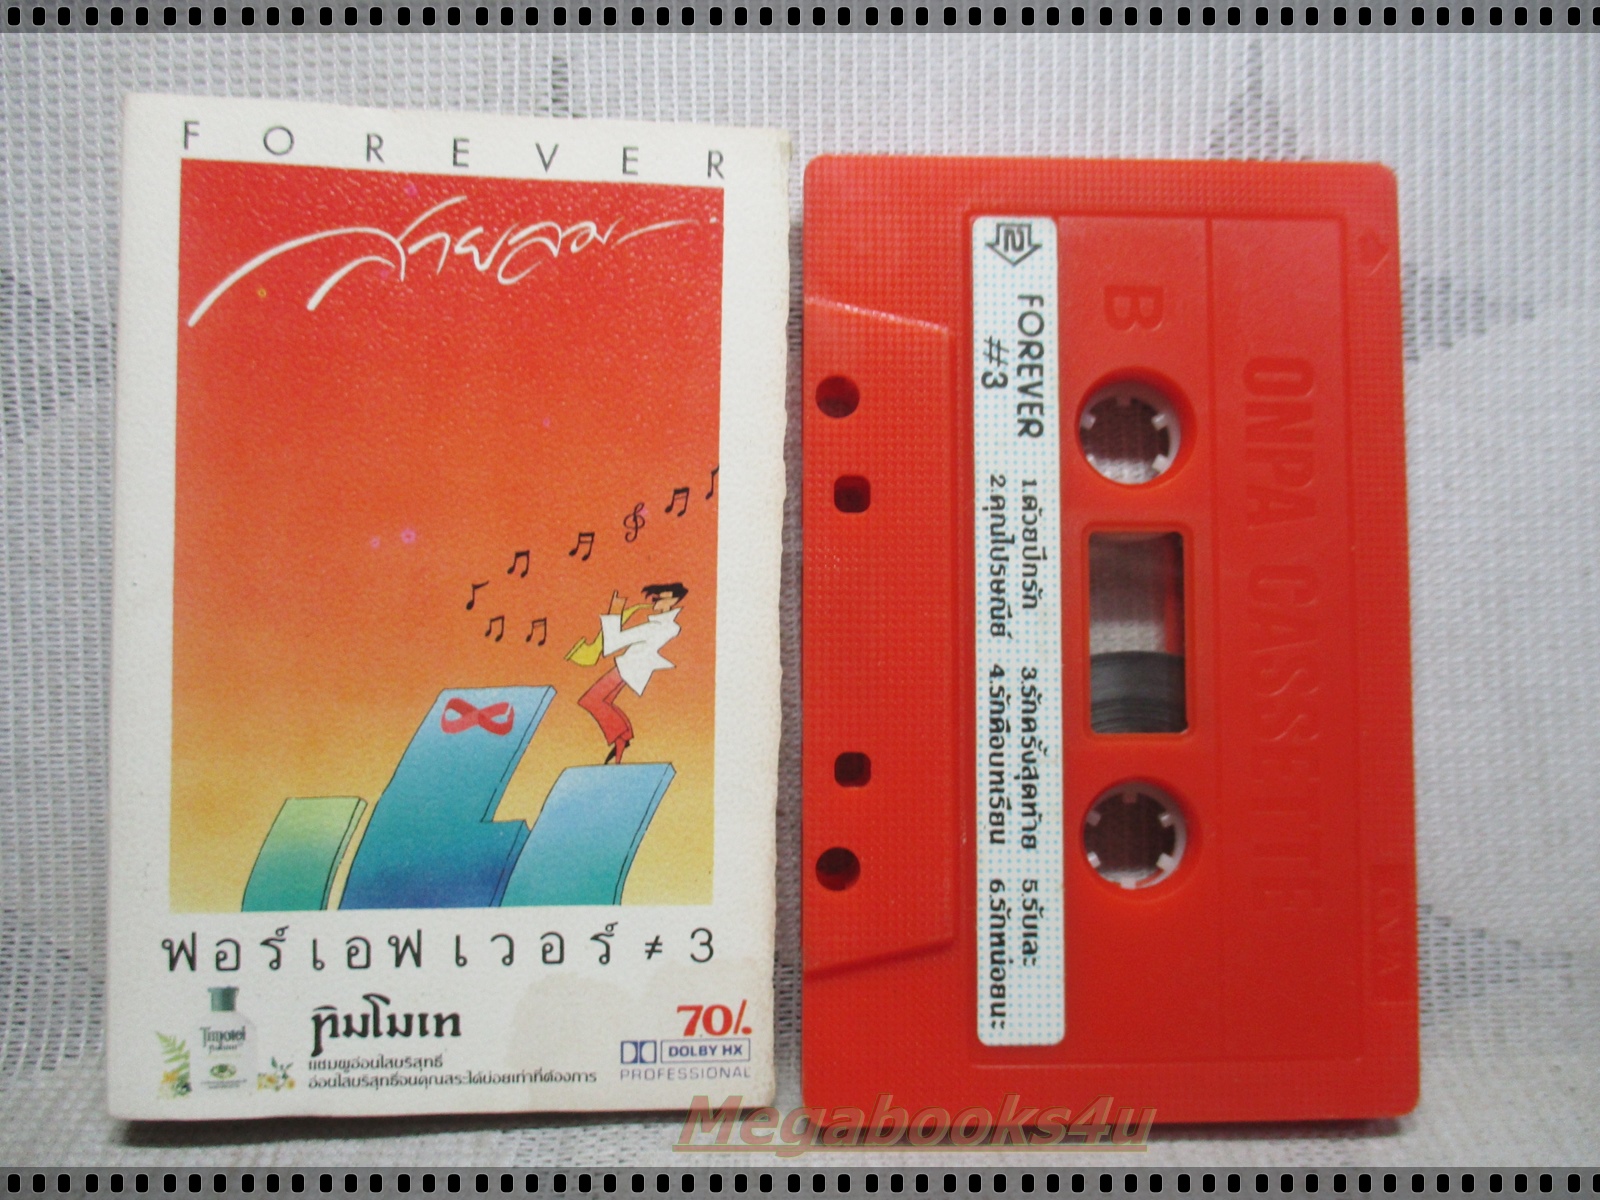 FOREVER
สายลม
ฟอร์เอฟเวอร์ ≠ 3
Timotei
ทิมโมเท
แชมพูอ่อนใสบริสุทธิ์
อ่อนใสบริสุทธิ์จนคุณสระได้บ่อยเท่าที่ต้องการ
70/.
DOLBY HX
PROFESSIONAL
2
FOREVER
#3
1.ด้วยปีกรัก
2.คุณไปรษณีย์
3.รักครั้งสุดท้าย
4.รักคือบทเรียน
5.รับเละ
6.รักหน่อยนะ
B
ONPA CASSETTE
ONPA
Megabooks4u